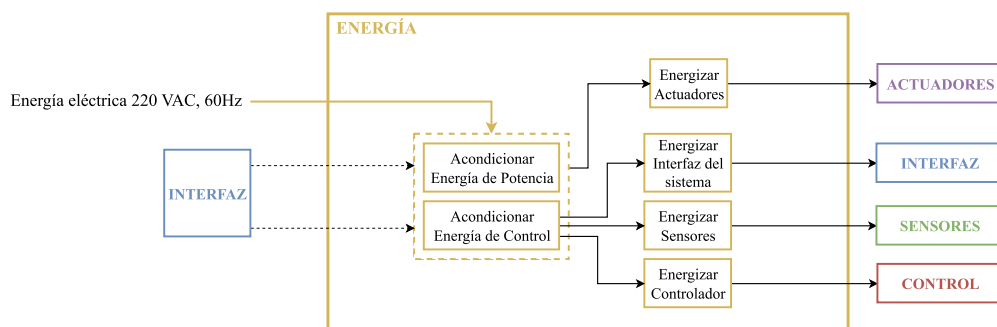 ENERGÍA
Energizar
Actuadores
ACTUADORES
Energía eléctrica 220 VAC, 60Hz
INTERFAZ
Acondicionar
Energía de Potencia
Energizar
Interfaz del
sistema
INTERFAZ
Acondicionar
Energía de Control
Energizar
Sensores
SENSORES
Energizar
Controlador
CONTROL